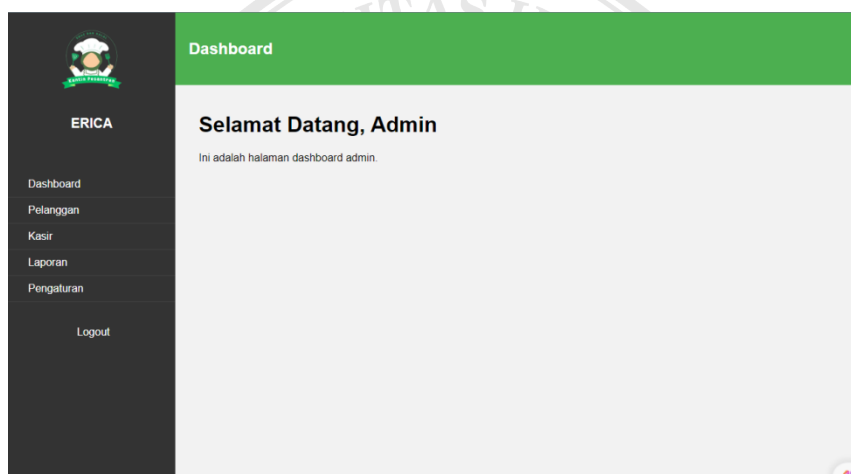 Dashboard
ERICA
Selamat Datang, Admin
Ini adalah halaman dashboard admin.
Dashboard
Pelanggan
Kasir
Laporan
Pengaturan
Logout